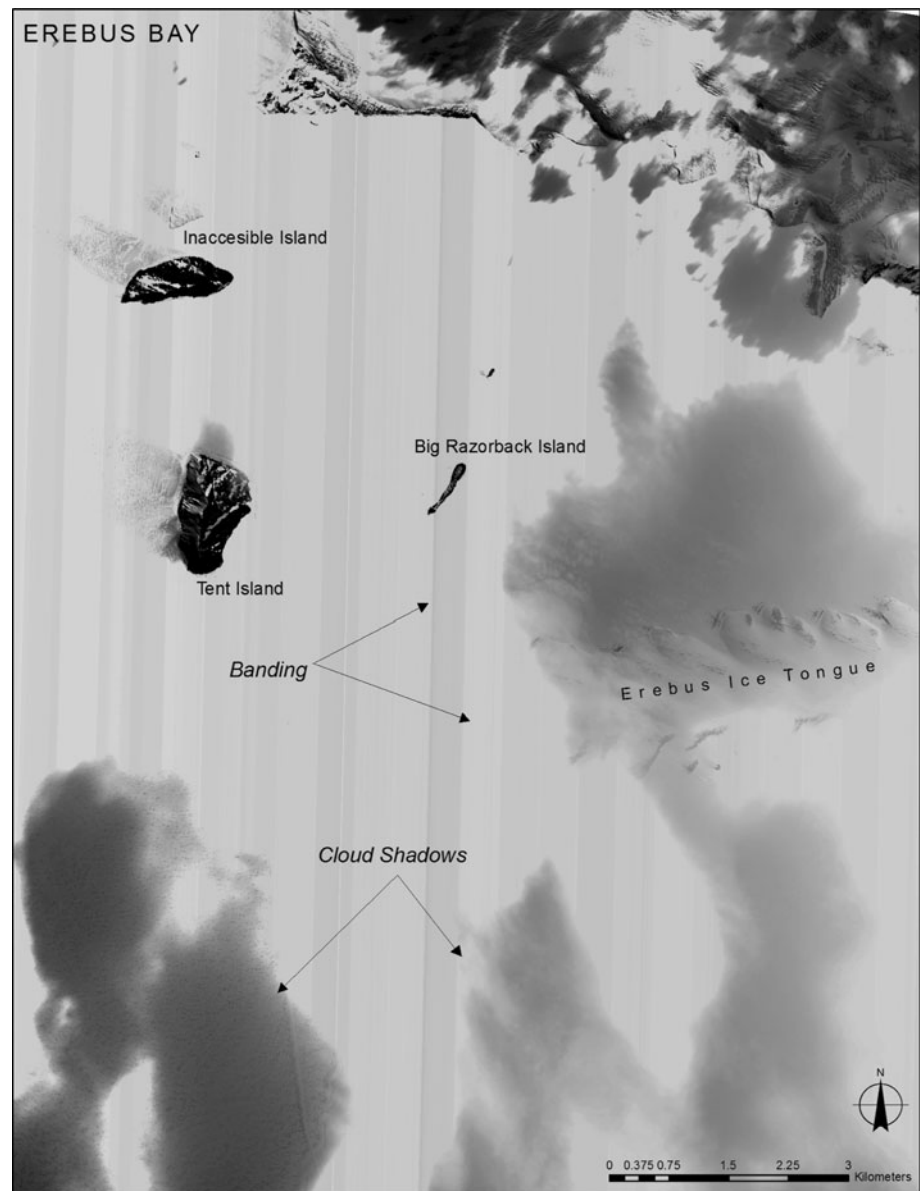 EREBUS BAY
Inaccesible Island
Big Razorback Island
Tent Island
Banding
Erebus Ice Tongue
Cloud Shadows
N
0 0.375 0.75 1.5 2.25 3
Kilometers